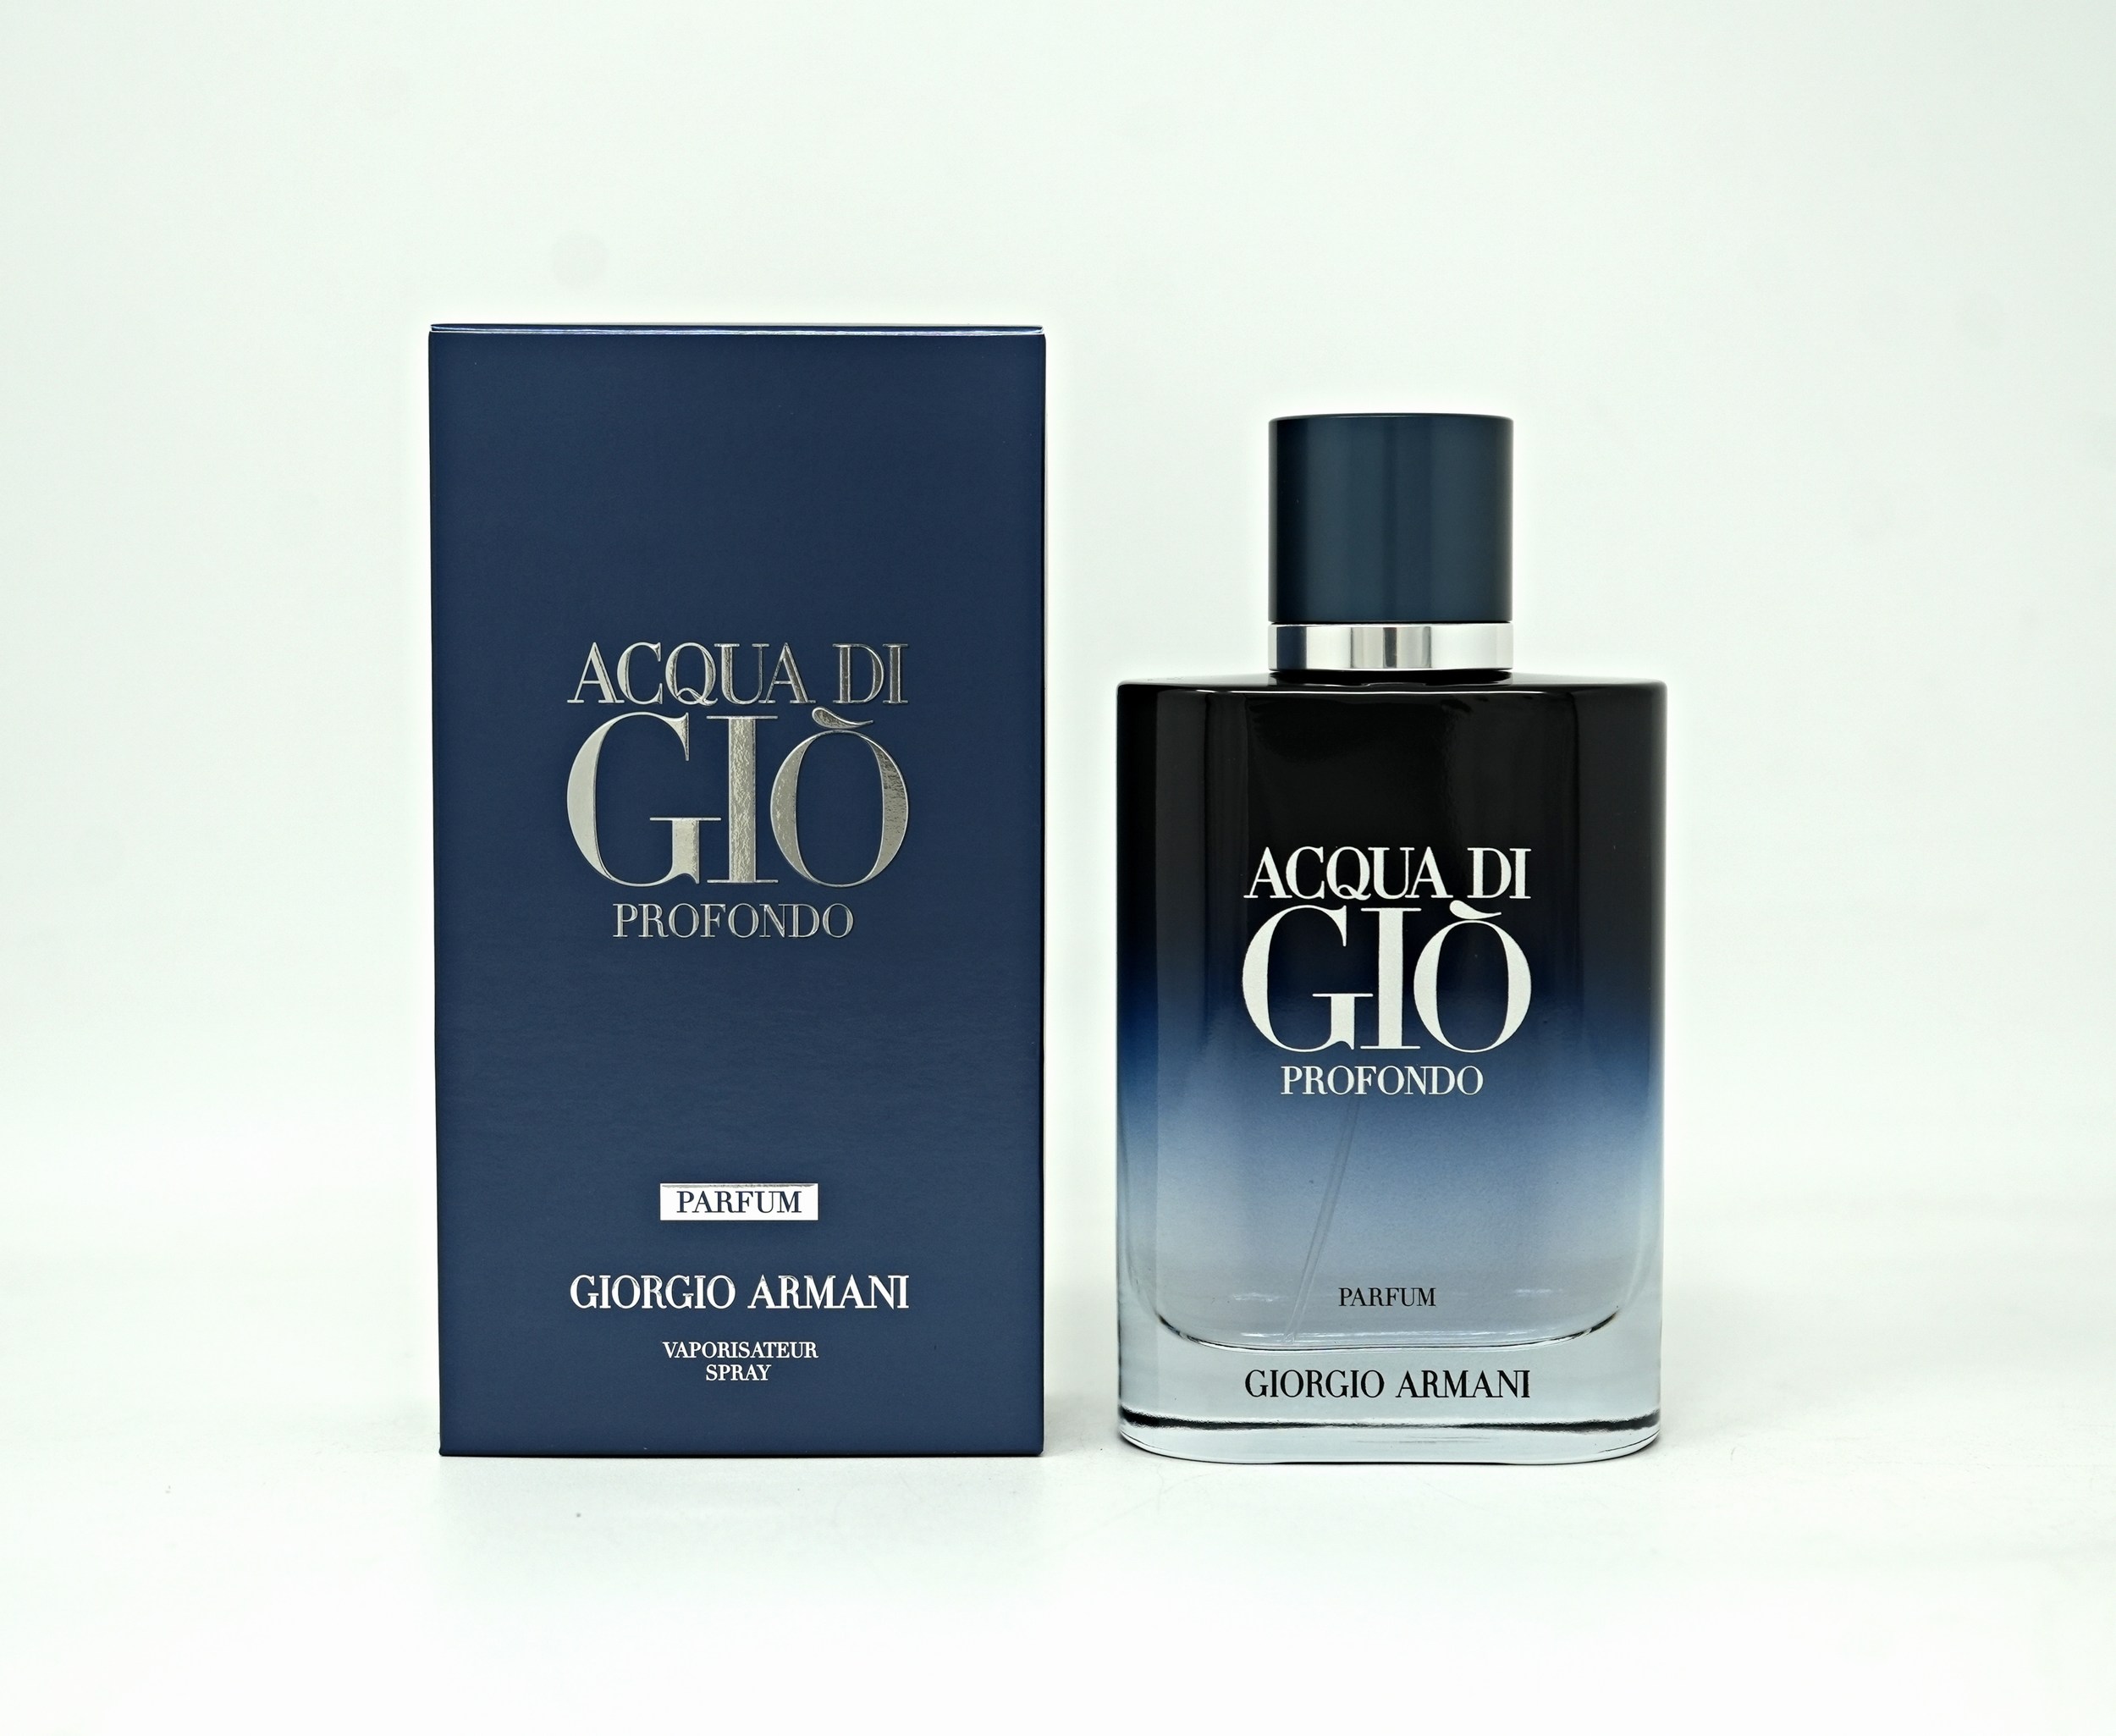 ACQUA DI
GIÒ
PROFONDO
PARFUM
GIORGIO ARMANI
VAPORISATEUR
SPRAY
ACQUA DI
GIÒ
PROFONDO
PARFUM
GIORGIO ARMANI